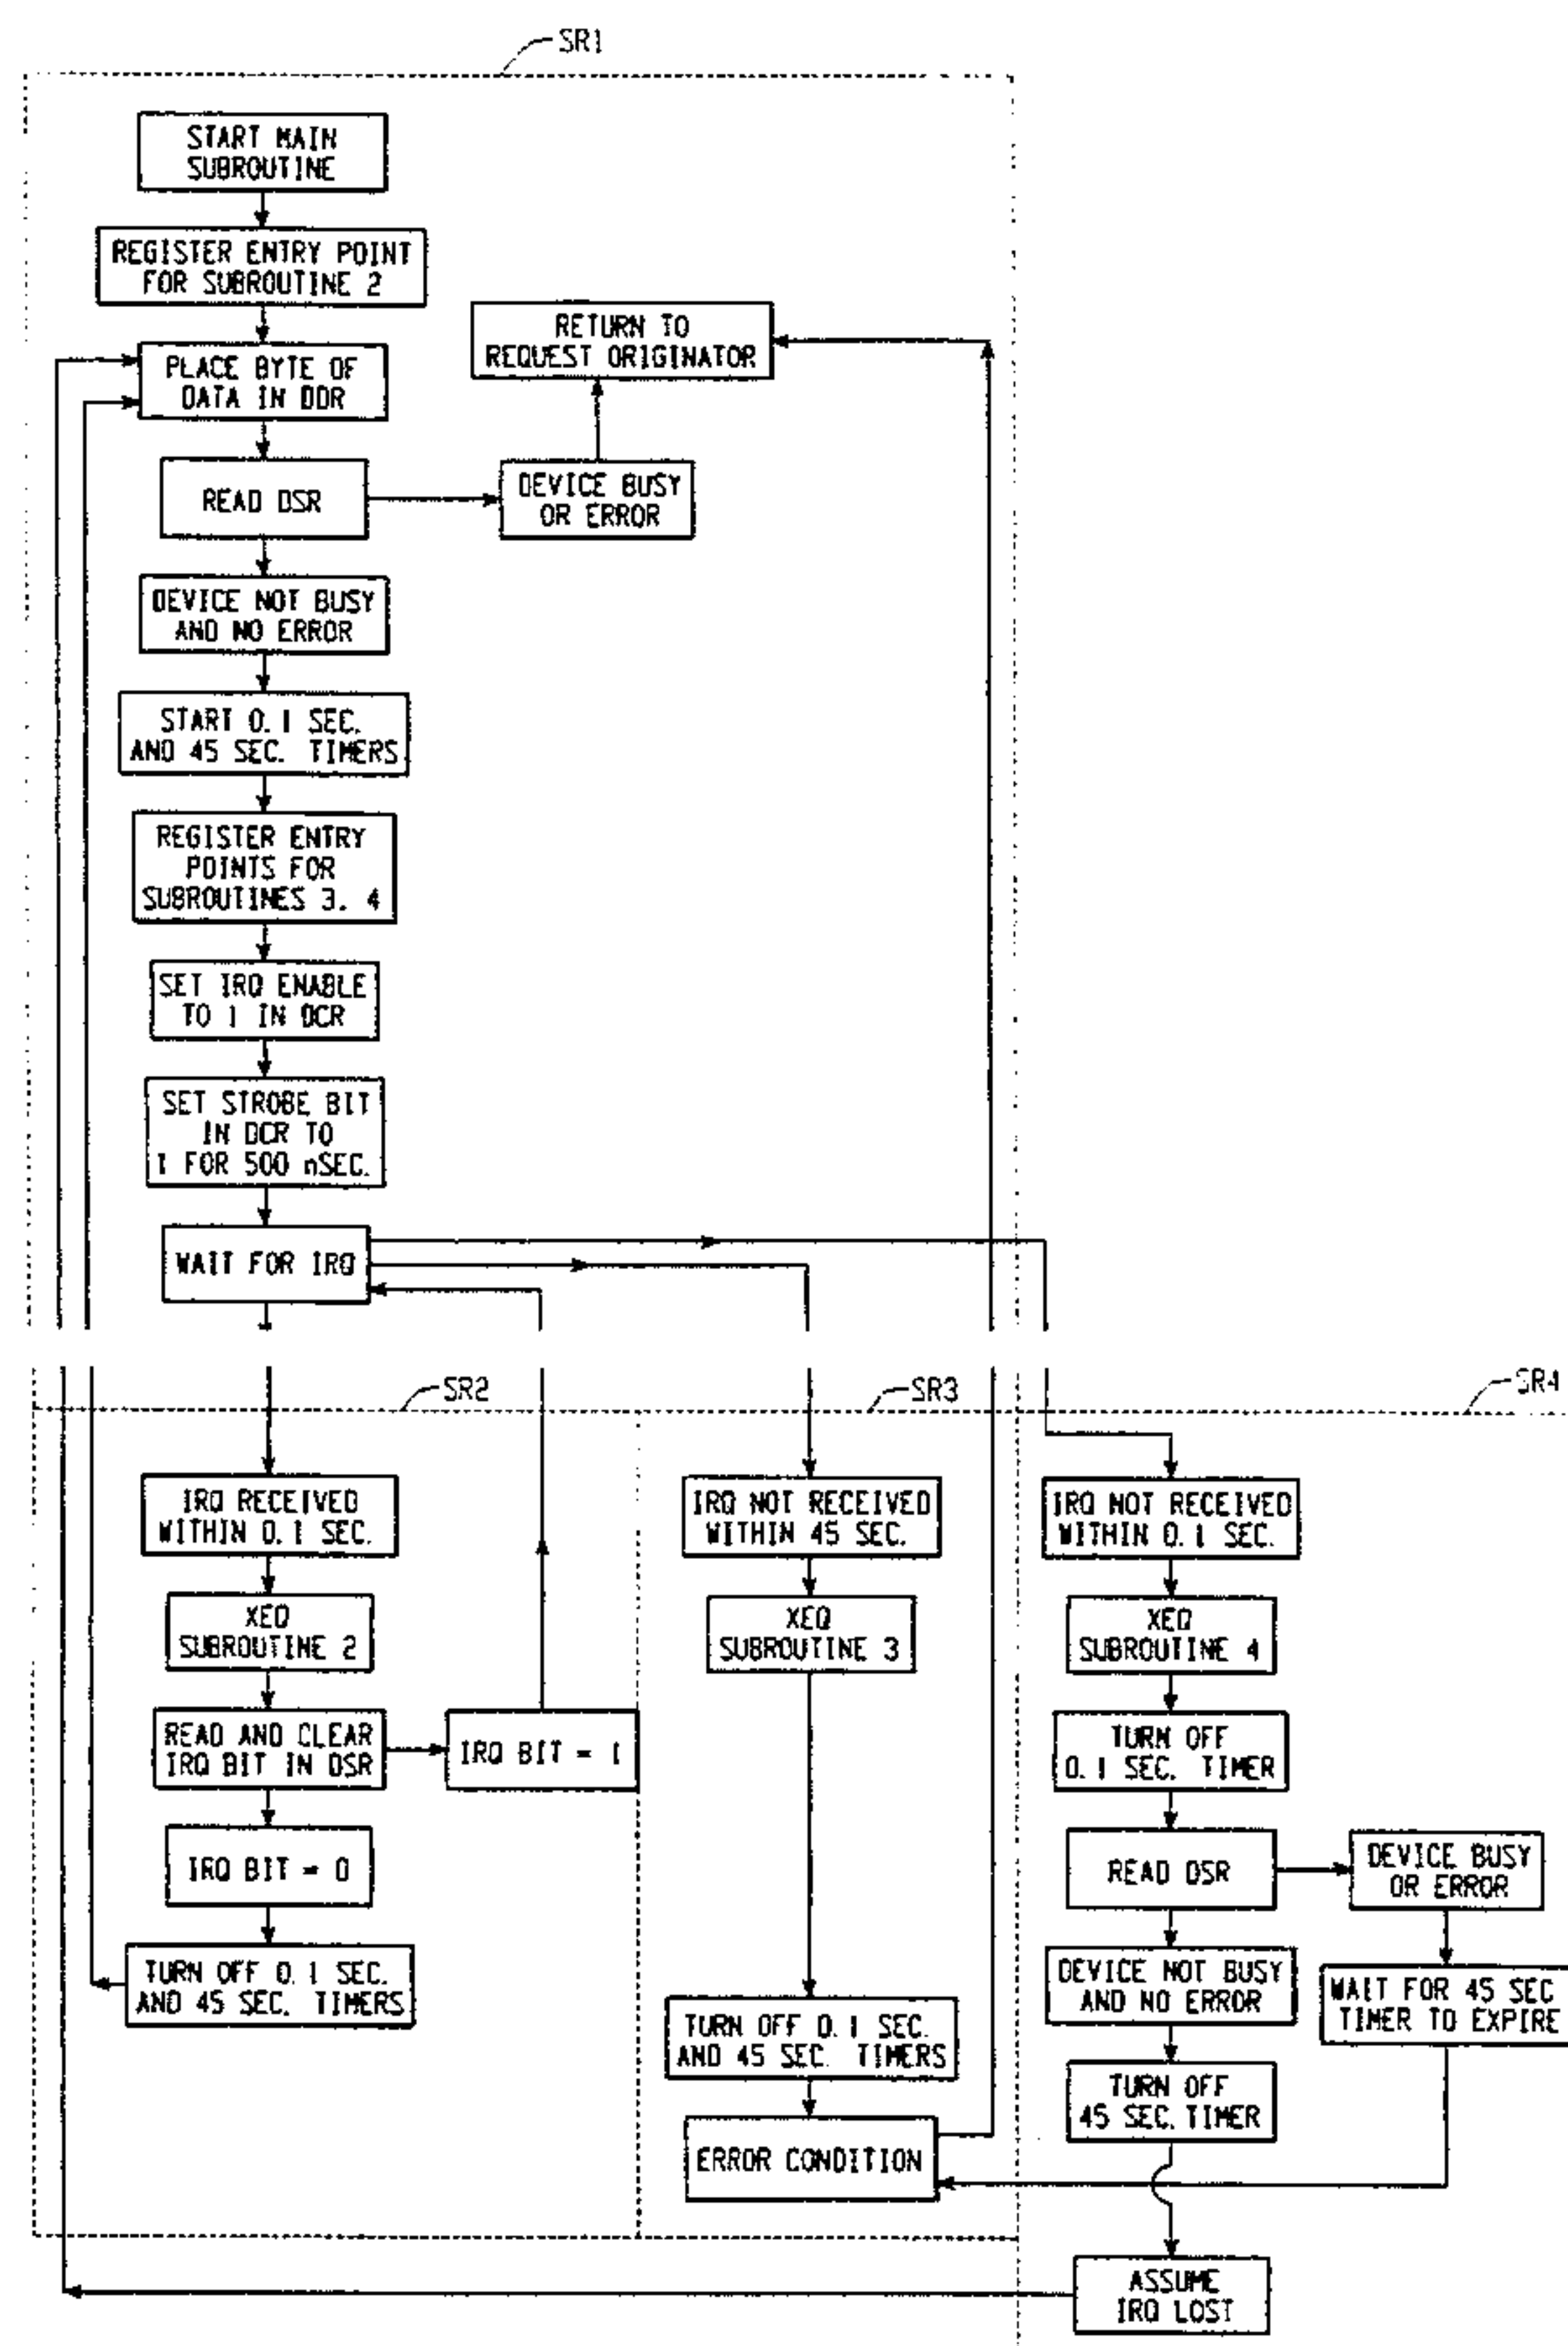 SR1
START MAIN
SUBROUTINE
REGISTER ENTRY POINT
FOR SUBROUTINE 2
RETURN TO
REQUEST ORIGINATOR
PLACE BYTE OF
DATA IN DDR
READ DSR
DEVICE BUSY
OR ERROR
DEVICE NOT BUSY
AND NO ERROR
START 0.1 SEC.
AND 45 SEC. TIMERS
REGISTER ENTRY
POINTS FOR
SUBROUTINES 3. 4
SET IRQ ENABLE
TO 1 IN DCR
SET STROBE BIT
IN DCR TO
1 FOR 500 nSEC.
WAIT FOR IRQ
SR2
SR3
SR4
IRQ RECEIVED
WITHIN 0.1 SEC.
XEQ
SUBROUTINE 2
READ AND CLEAR
IRQ BIT IN DSR
IRQ BIT = 1
IRQ BIT = 0
TURN OFF 0.1 SEC.
AND 45 SEC. TIMERS
IRQ NOT RECEIVED
WITHIN 45 SEC.
XEQ
SUBROUTINE 3
TURN OFF 0.1 SEC.
AND 45 SEC. TIMERS
ERROR CONDITION
IRQ NOT RECEIVED
WITHIN 0.1 SEC.
XEQ
SUBROUTINE 4
TURN OFF
0.1 SEC. TIMER
READ DSR
DEVICE BUSY
OR ERROR
DEVICE NOT BUSY
AND NO ERROR
WAIT FOR 45 SEC
TIMER TO EXPIRE
TURN OFF
45 SEC. TIMER
ASSUME
IRQ LOST